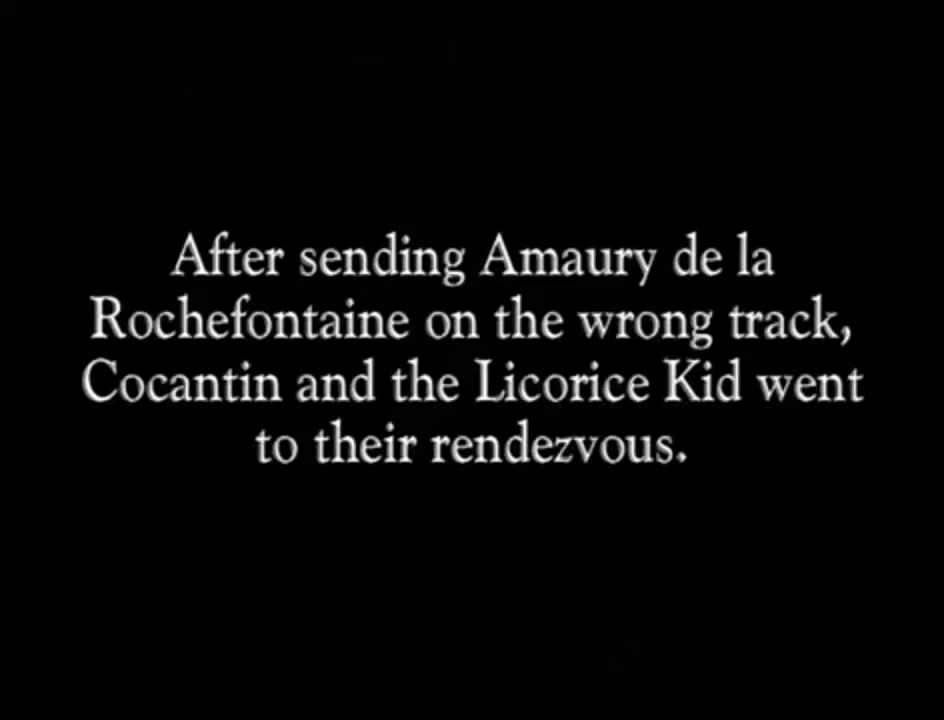 After sending Amaury de la
Rochefontaine on the wrong track,
Cocantin and the Licorice Kid went
to their rendezvous.